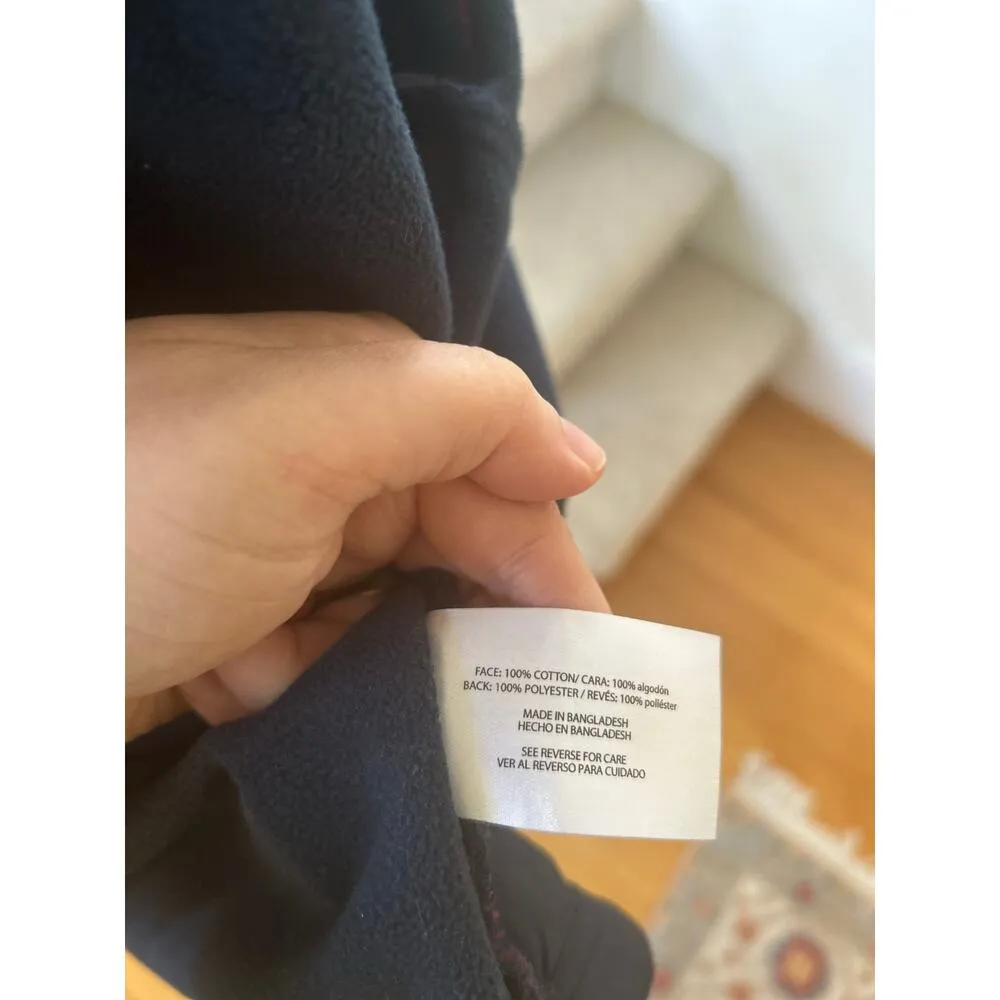 FACE: 100% COTTON/ CARA: 100% algodón
BACK: 100% POLYESTER / REVÉS: 100% poliéster
MADE IN BANGLADESH
HECHO EN BANGLADESH
SEE REVERSE FOR CARE
VER AL REVERSO PARA CUIDADO